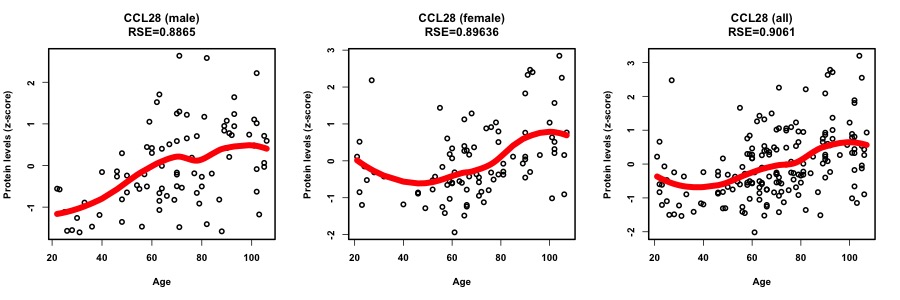 CCL28 (male)
RSE=0.8865
Protein levels (z-score)
2
1
0
-1
20 40 60 80 100
Age
CCL28 (female)
RSE=0.89636
Protein levels (z-score)
3
2
1
0
-1
-2
20 40 60 80 100
Age
CCL28 (all)
RSE=0.9061
Protein levels (z-score)
3
2
1
0
-1
-2
20 40 60 80 100
Age